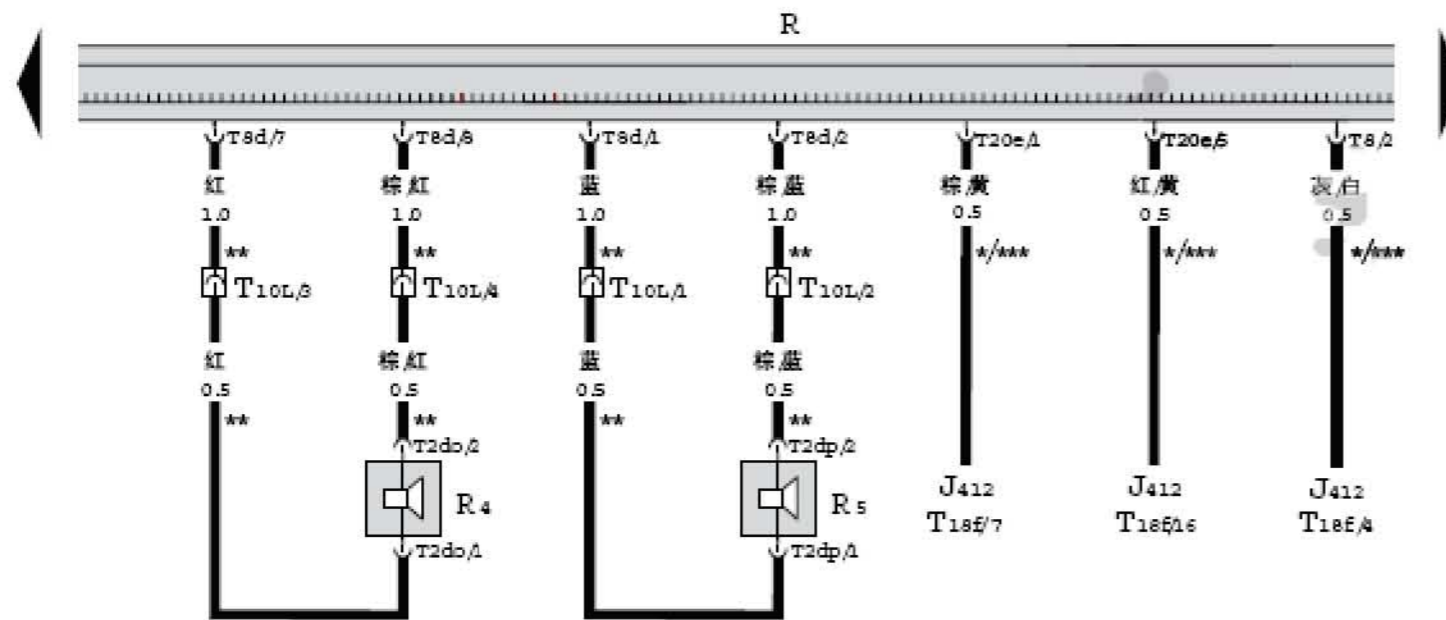 R
T8d/7
T8d/8
T8d/1
T8d/2
T20e/1
T20e/5
T8/2
红
棕/红
蓝
棕/蓝
棕/黄
红/黄
灰/白
1.0
1.0
1.0
1.0
0.5
0.5
0.5
**
**
**
**
*/***
*/***
*/***
T10L/3
T10L/4
T10L/1
T10L/2
红
棕/红
蓝
棕/蓝
0.5
0.5
0.5
0.5
**
**
**
**
T2do/2
T2dp/2
R4
R5
J412
J412
J412
T18f/7
T18f/16
T18f/4
T2do/1
T2dp/1